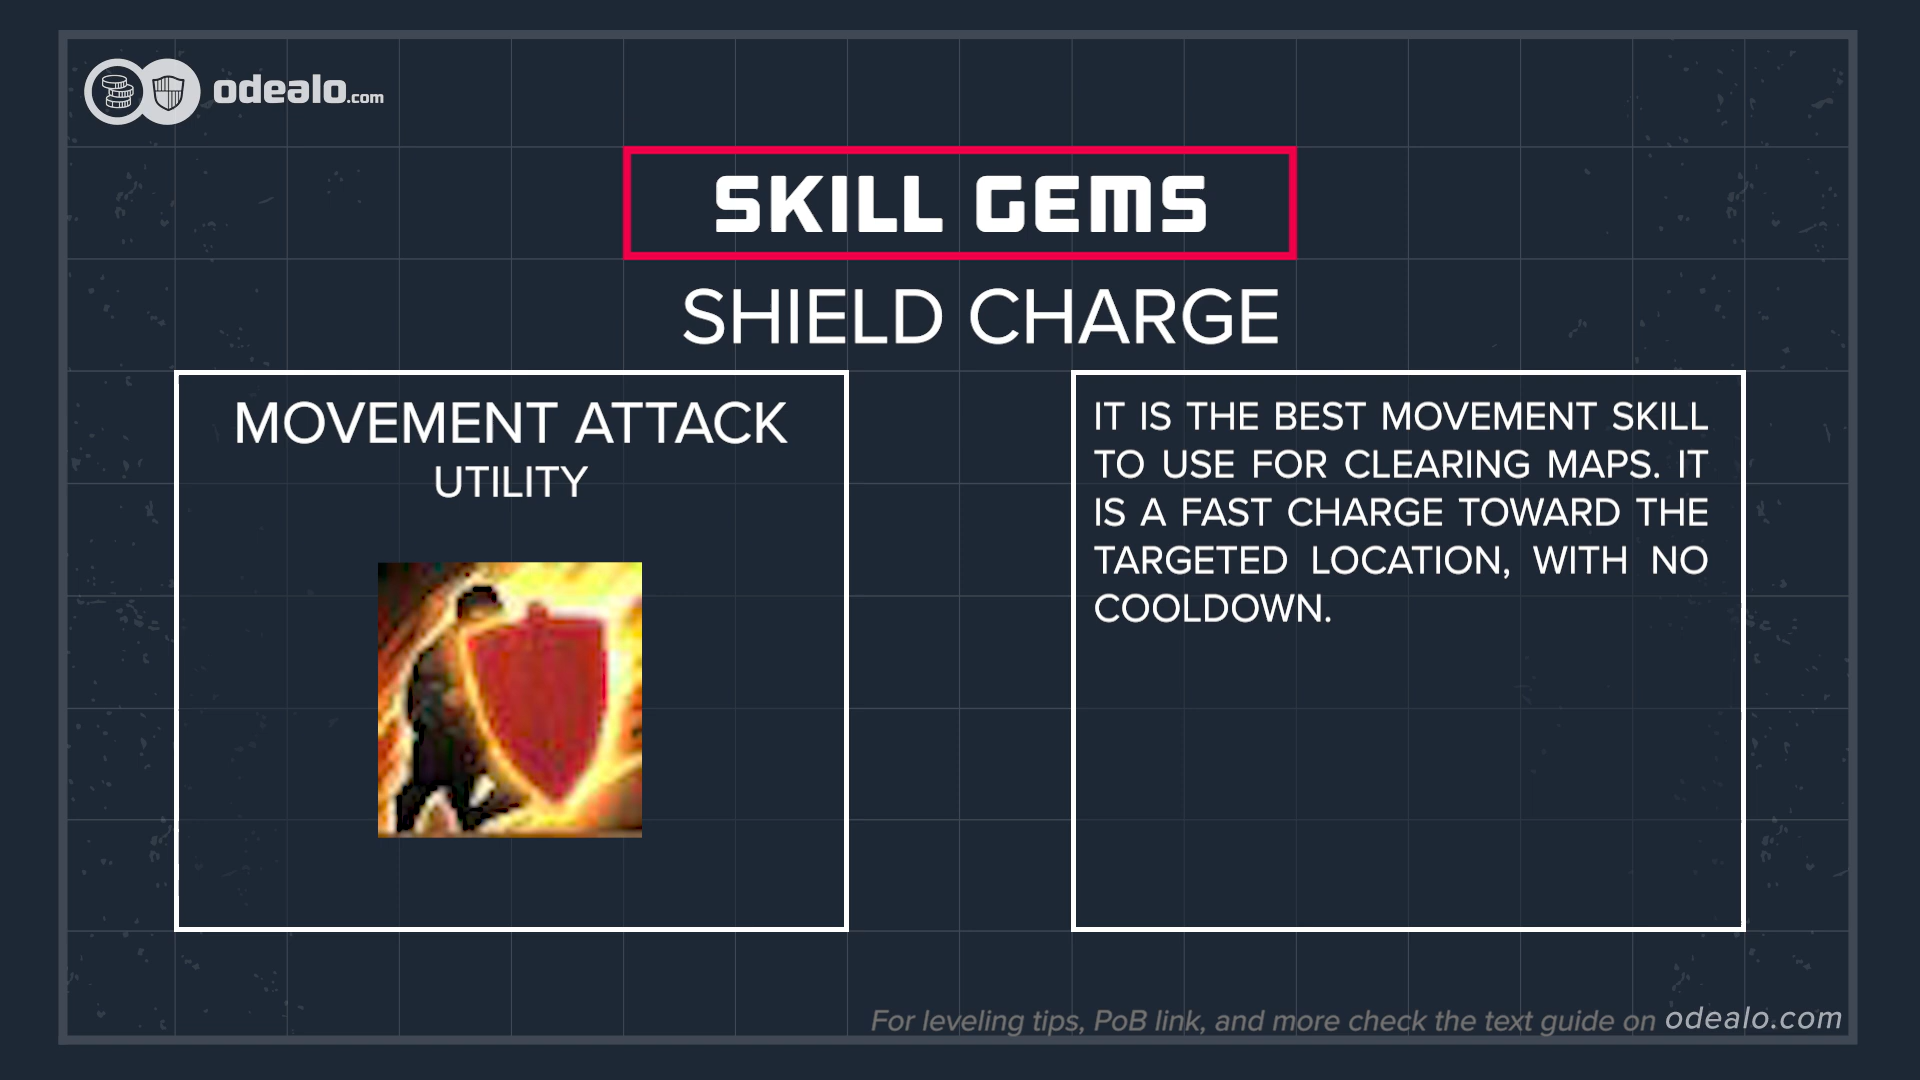 odealo.com
SKILL GEMS
SHIELD CHARGE
MOVEMENT ATTACK
UTILITY
IT IS THE BEST MOVEMENT SKILL
TO USE FOR CLEARING MAPS. IT
IS A FAST CHARGE TOWARD THE
TARGETED LOCATION, WITH NO
COOLDOWN.
For leveling tips, PoB link, and more check the text guide on odealo.com